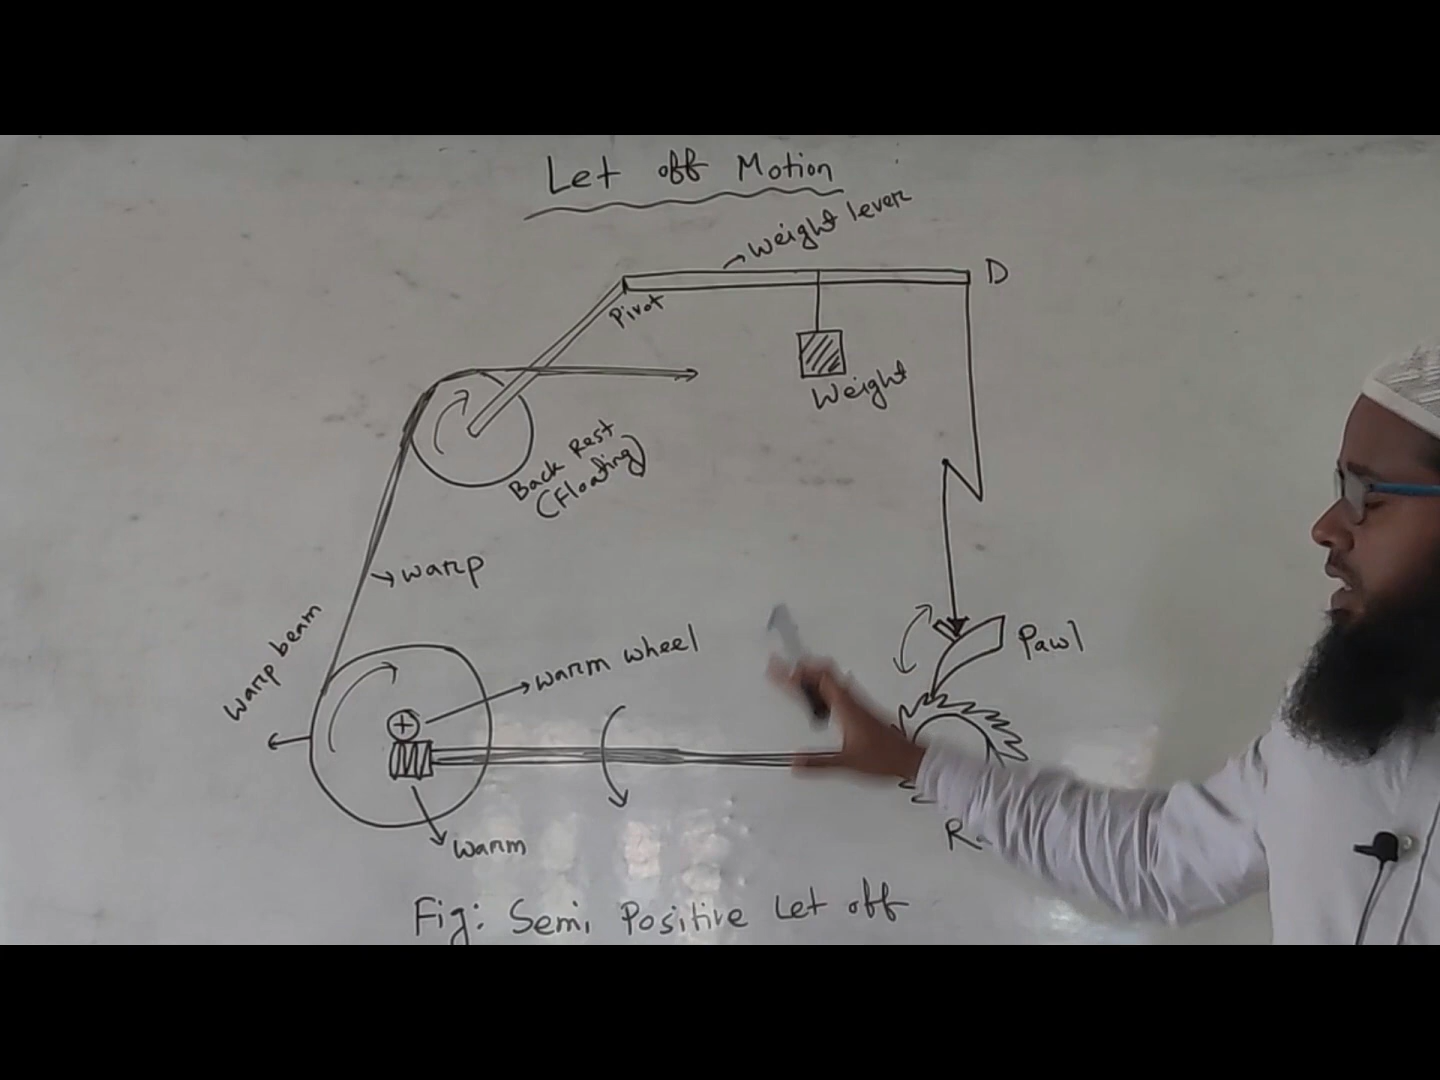 Let off Motion
Weight lever
D
Pivot
Weight
Back Rest
(Floating)
warp
warp beam
warm wheel
Pawl
warm
Fig: Semi Positive Let off